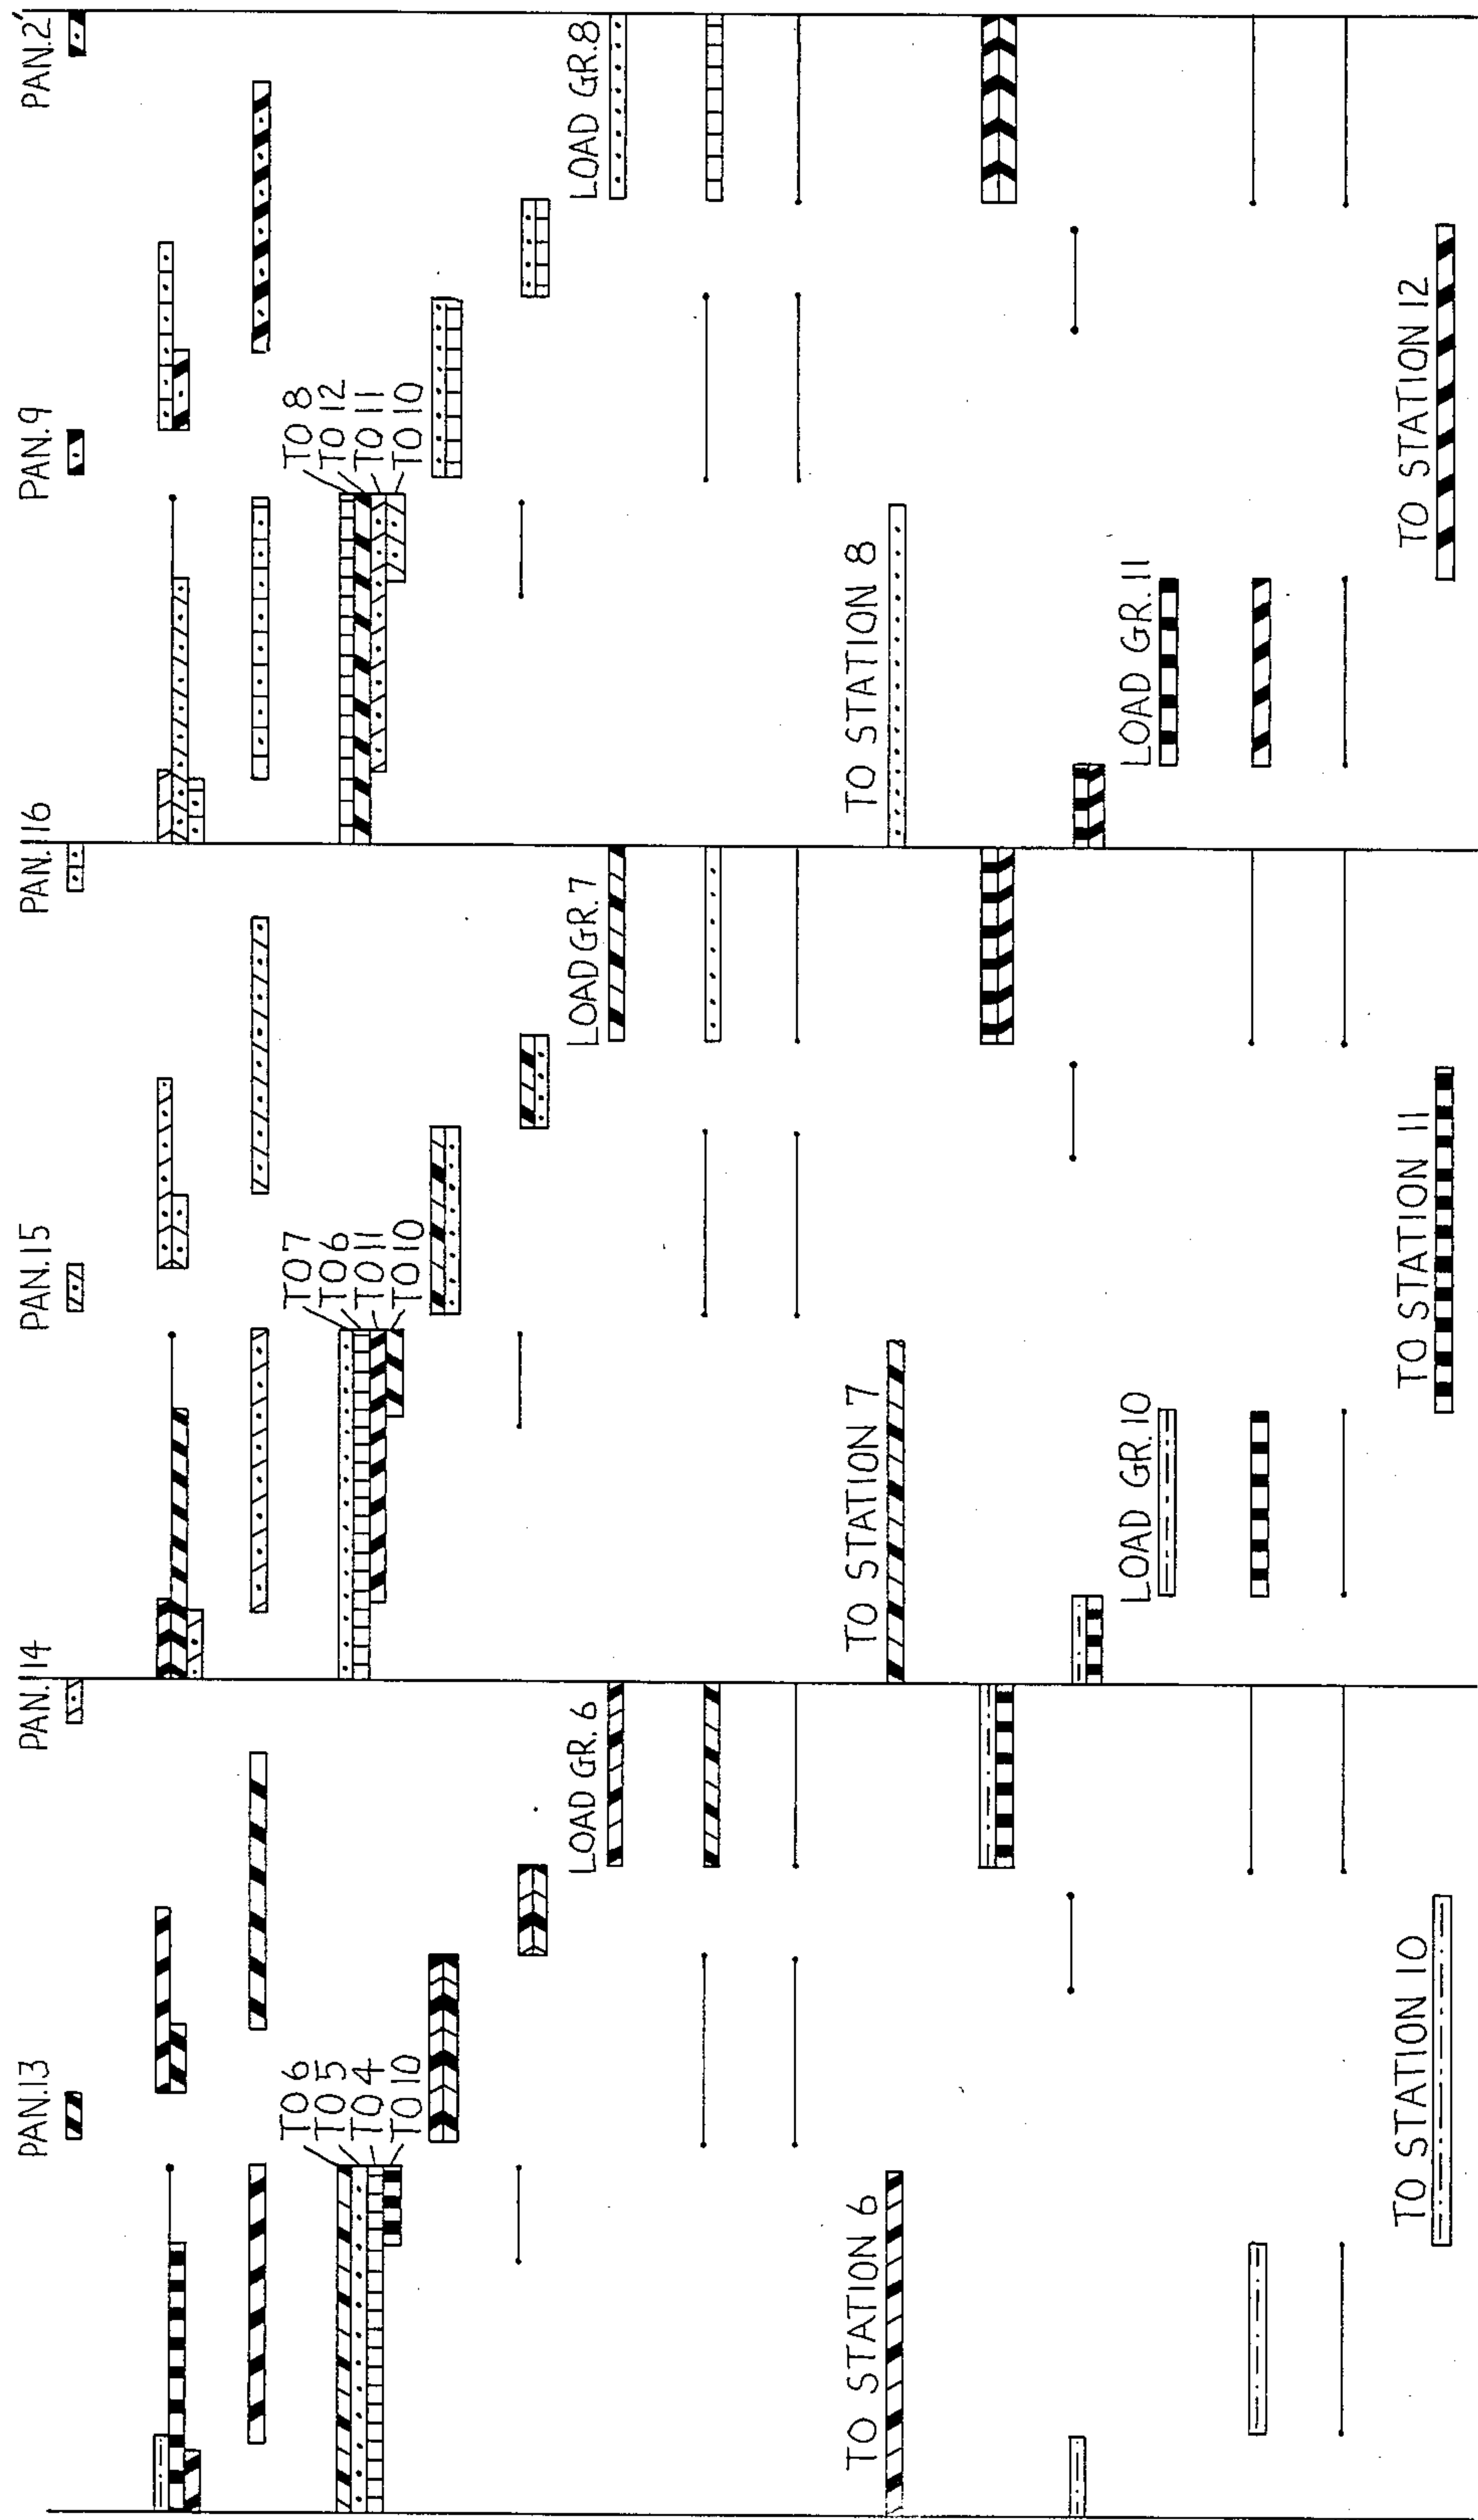 PAN.13
PAN.14
PAN.15
PAN.16
PAN.9
PAN.2'
TO 6
TO 5
TO 4
TO 10
TO 7
TO 6
TO 11
TO 10
TO 8
TO 12
TO 11
TO 10
LOAD GR.6
LOAD GR.7
LOAD GR.8
TO STATION 6
TO STATION 7
TO STATION 8
LOAD GR.10
LOAD GR.11
TO STATION 10
TO STATION 11
TO STATION 12